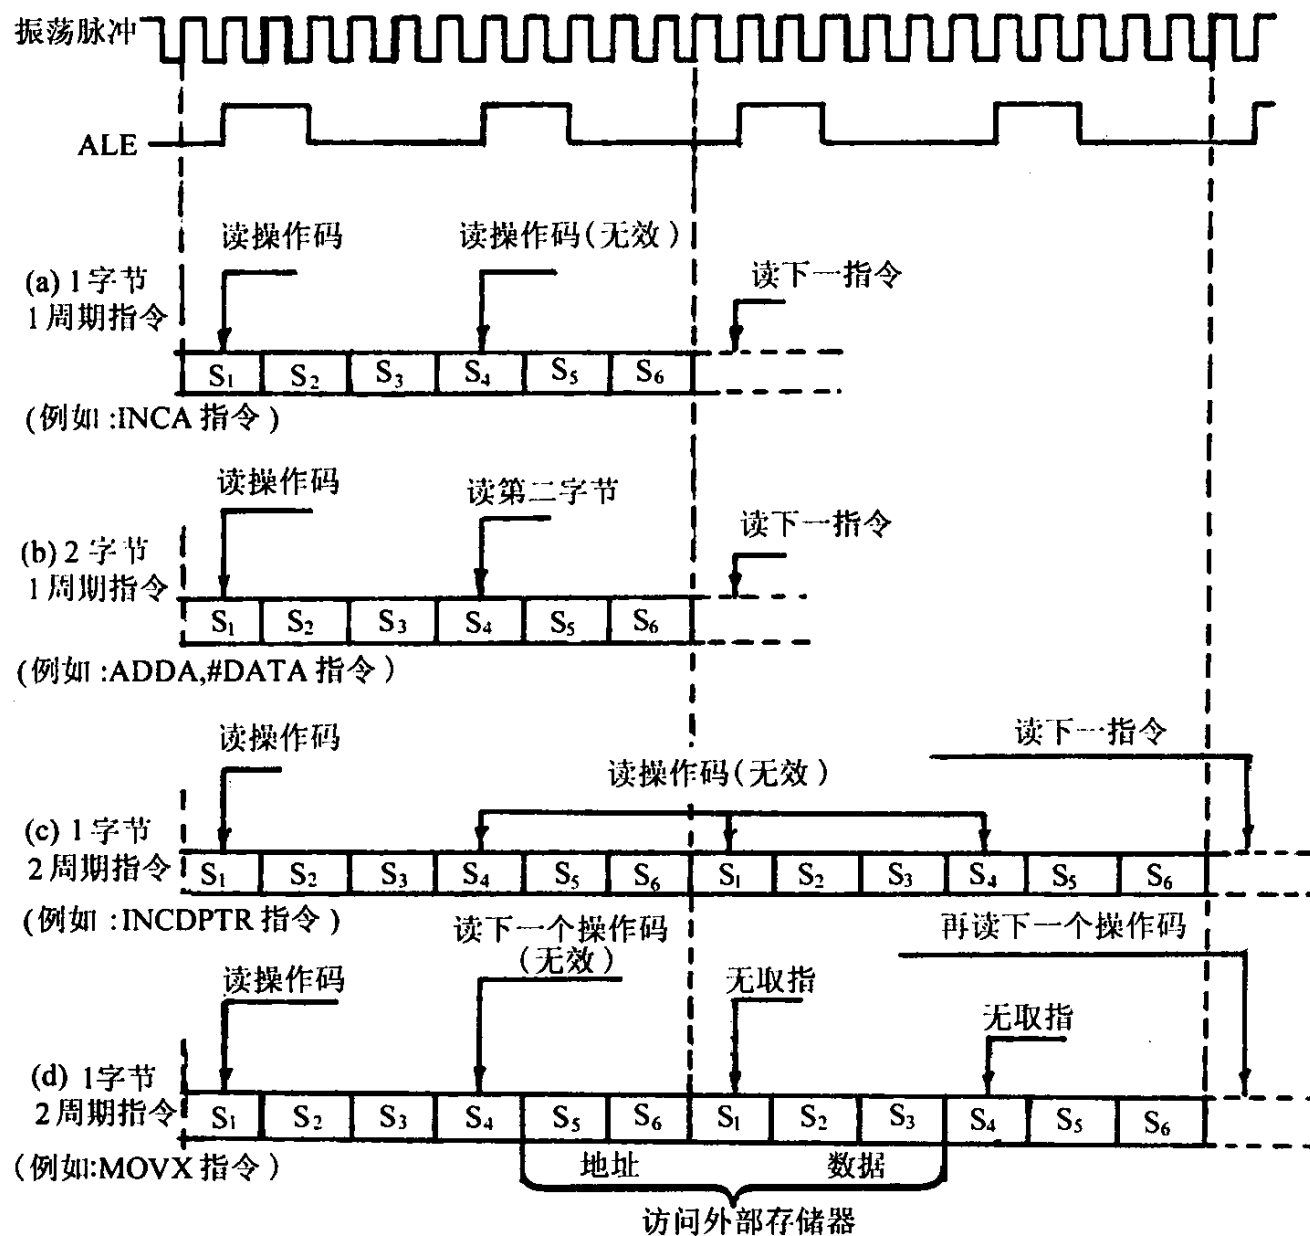 振荡脉冲
ALE
读操作码 读操作码(无效)
(a) 1字节
1周期指令
读下一指令
S₁ S₂ S₃ S₄ S₅ S₆
(例如:INCA 指令)
读操作码 读第二字节
读下一指令
(b) 2 字节
1周期指令
S₁ S₂ S₃ S₄ S₅ S₆
(例如:ADDA,#DATA 指令)
读操作码
读下一指令
读操作码(无效)
(c) 1 字节
2 周期指令
S₁ S₂ S₃ S₄ S₅ S₆ S₁ S₂ S₃ S₄ S₅ S₆
(例如:INCDPTR 指令)
读下一个操作码
(无效)
再读下一个操作码
读操作码
无取指
无取指
(d) 1字节
2周期指令
S₁ S₂ S₃ S₄ S₅ S₆ S₁ S₂ S₃ S₄ S₅ S₆
(例如:MOVX 指令)
地址 数据
访问外部存储器